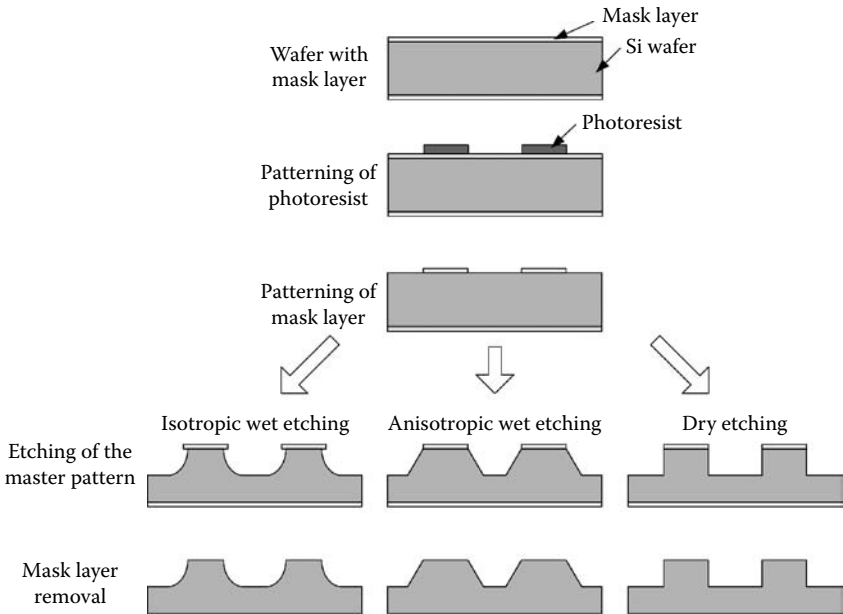 Mask layer
Si wafer
Wafer with
mask layer
Photoresist
Patterning of
photoresist
Patterning of
mask layer
Isotropic wet etching
Anisotropic wet etching
Dry etching
Etching of the
master pattern
Mask layer
removal